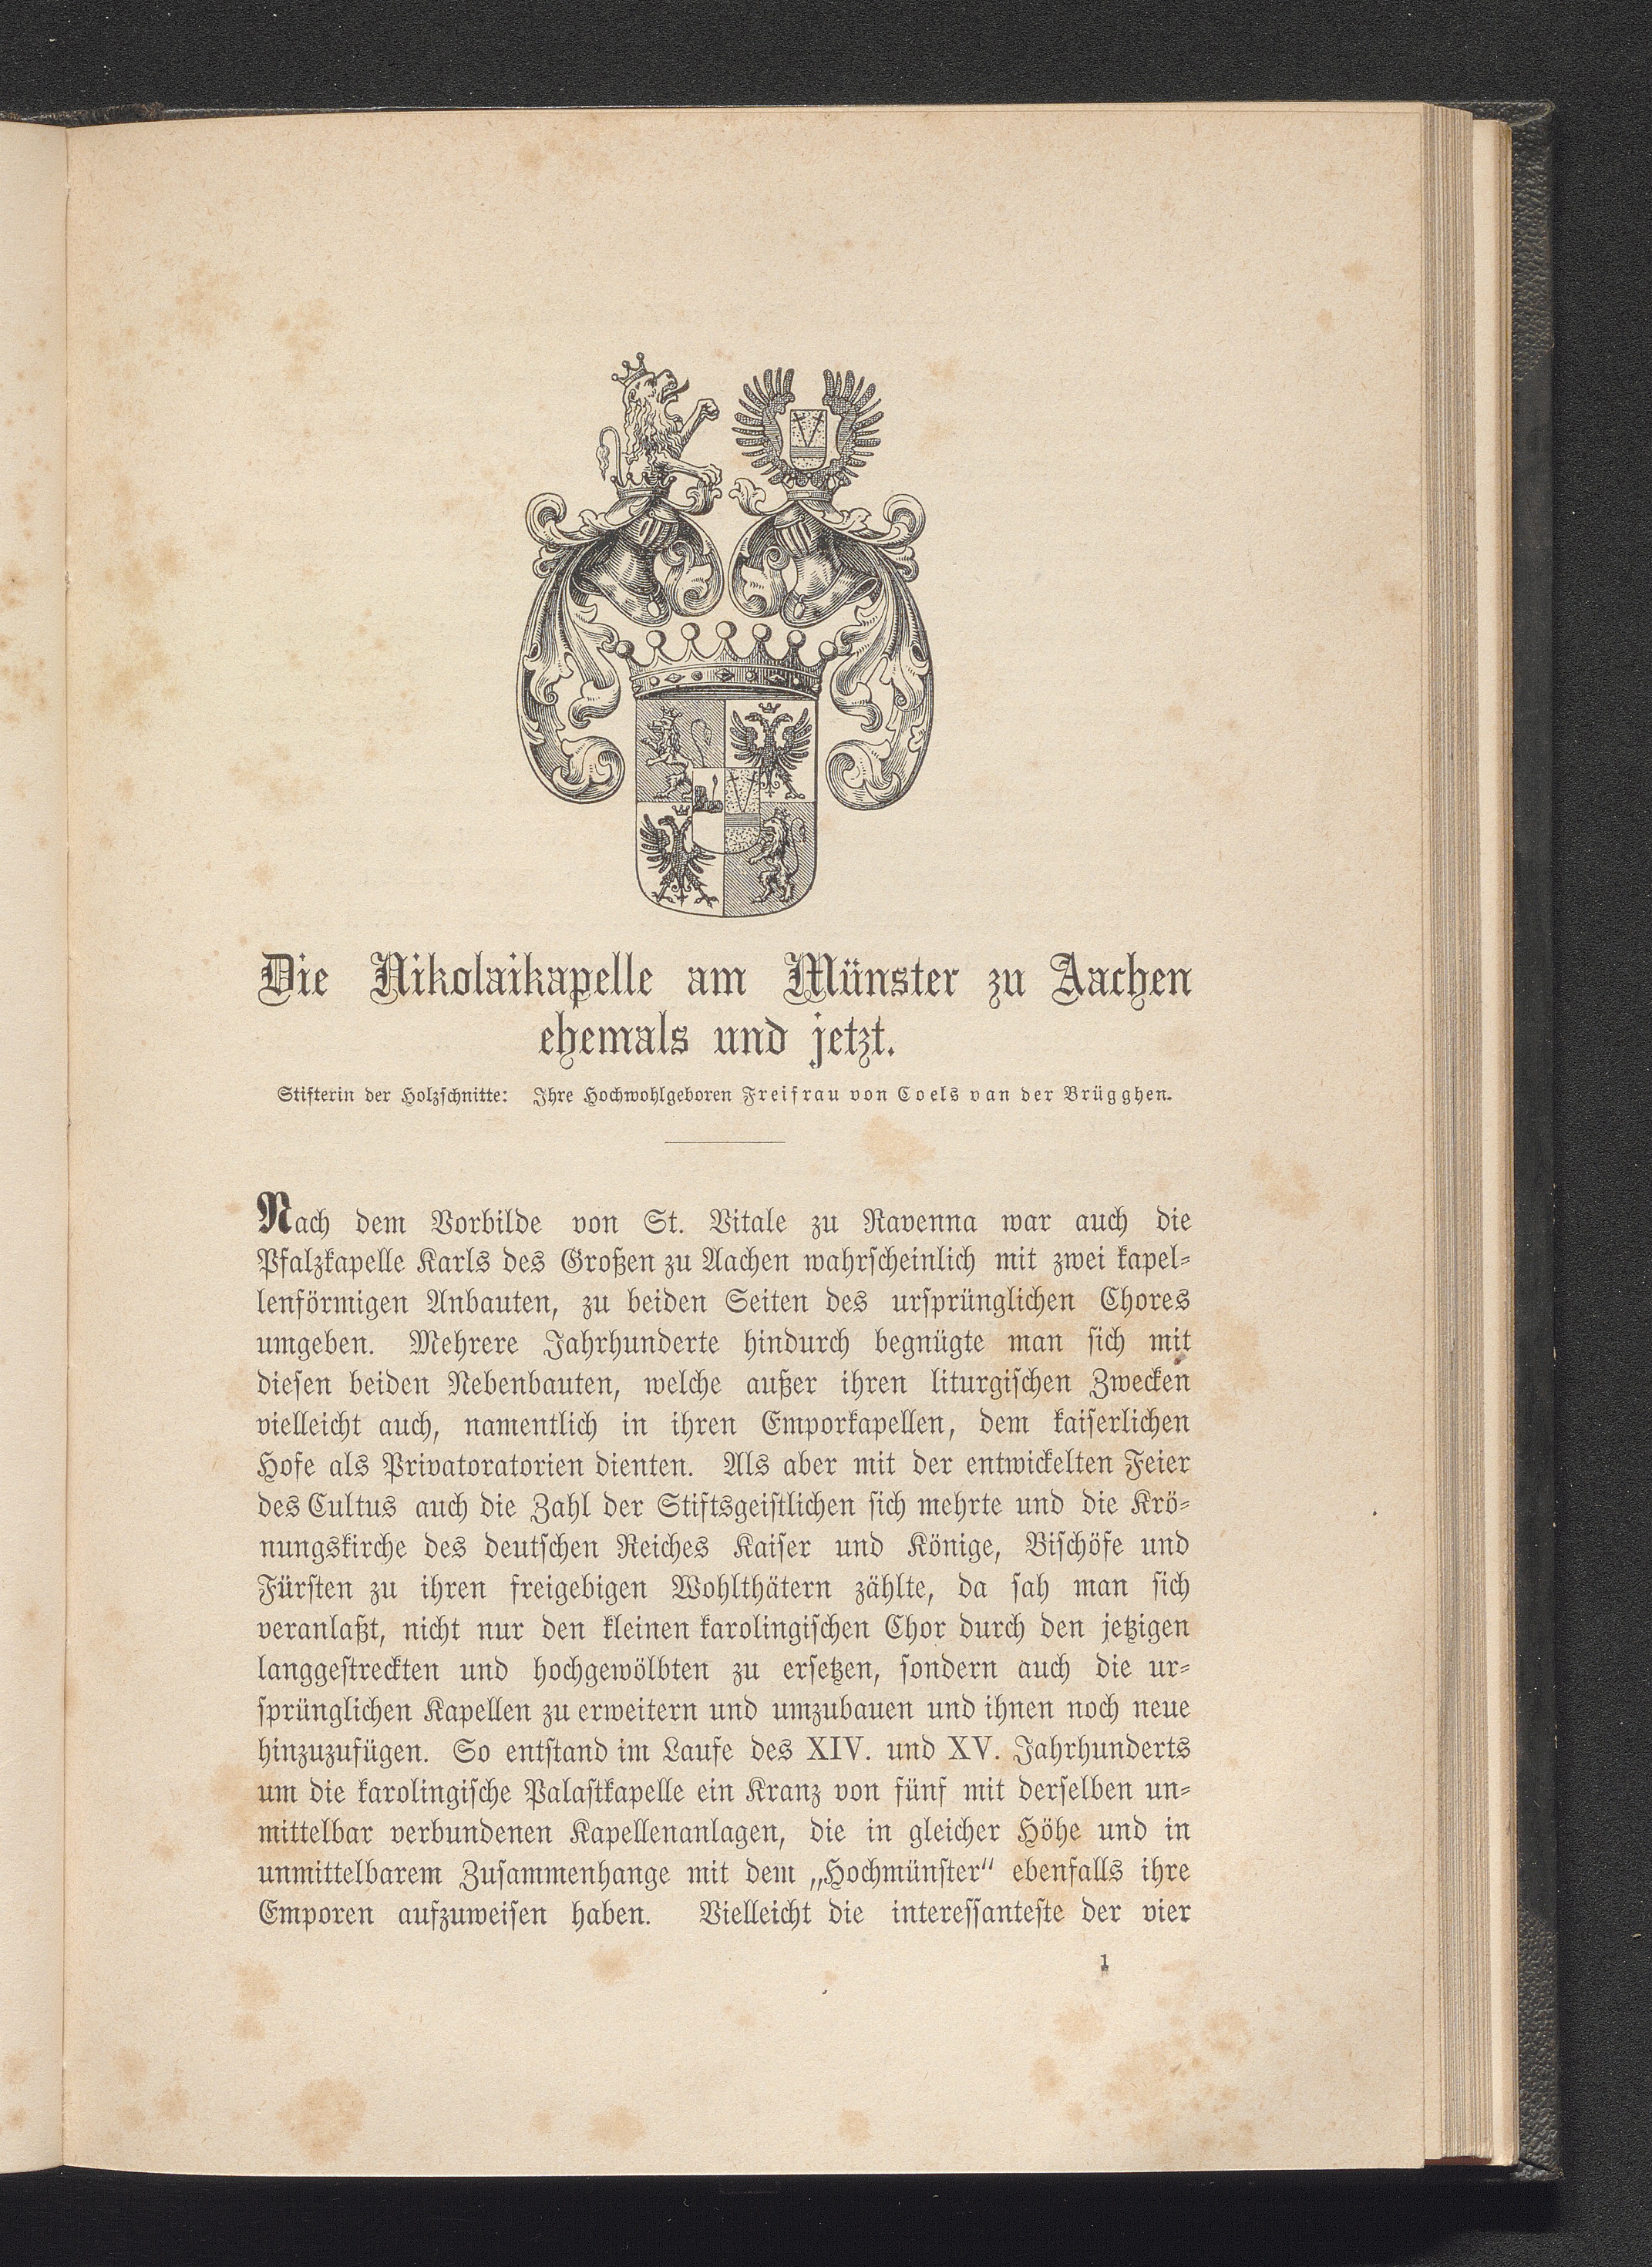 Die Nikolaikapelle am Münster zu Aachen
ehemals und jetzt.
Stifterin der Holzschnitte: Ihre Hochwohlgeboren Freifrau von Coels van der Brügghen.
Nach dem Vorbilde von St. Vitale zu Ravenna war auch die
Pfalzkapelle Karls des Großen zu Aachen wahrscheinlich mit zwei kapel-
lenförmigen Anbauten, zu beiden Seiten des ursprünglichen Chores
umgeben. Mehrere Jahrhunderte hindurch begnügte man sich mit
diesen beiden Nebenbauten, welche außer ihren liturgischen Zwecken
vielleicht auch, namentlich in ihren Emporkapellen, dem kaiserlichen
Hofe als Privatoratorien dienten. Als aber mit der entwickelten Feier
des Cultus auch die Zahl der Stiftsgeistlichen sich mehrte und die Krö-
nungskirche des deutschen Reiches Kaiser und Könige, Bischöfe und
Fürsten zu ihren freigebigen Wohlthätern zählte, da sah man sich
veranlaßt, nicht nur den kleinen karolingischen Chor durch den jetzigen
langgestreckten und hochgewölbten zu ersetzen, sondern auch die ur-
sprünglichen Kapellen zu erweitern und umzubauen und ihnen noch neue
hinzuzufügen. So entstand im Laufe des XIV. und XV. Jahrhunderts
um die karolingische Palastkapelle ein Kranz von fünf mit derselben un-
mittelbar verbundenen Kapellenanlagen, die in gleicher Höhe und in
unmittelbarem Zusammenhange mit dem „Hochmünster“ ebenfalls ihre
Emporen aufzuweisen haben. Vielleicht die interessanteste der vier
1